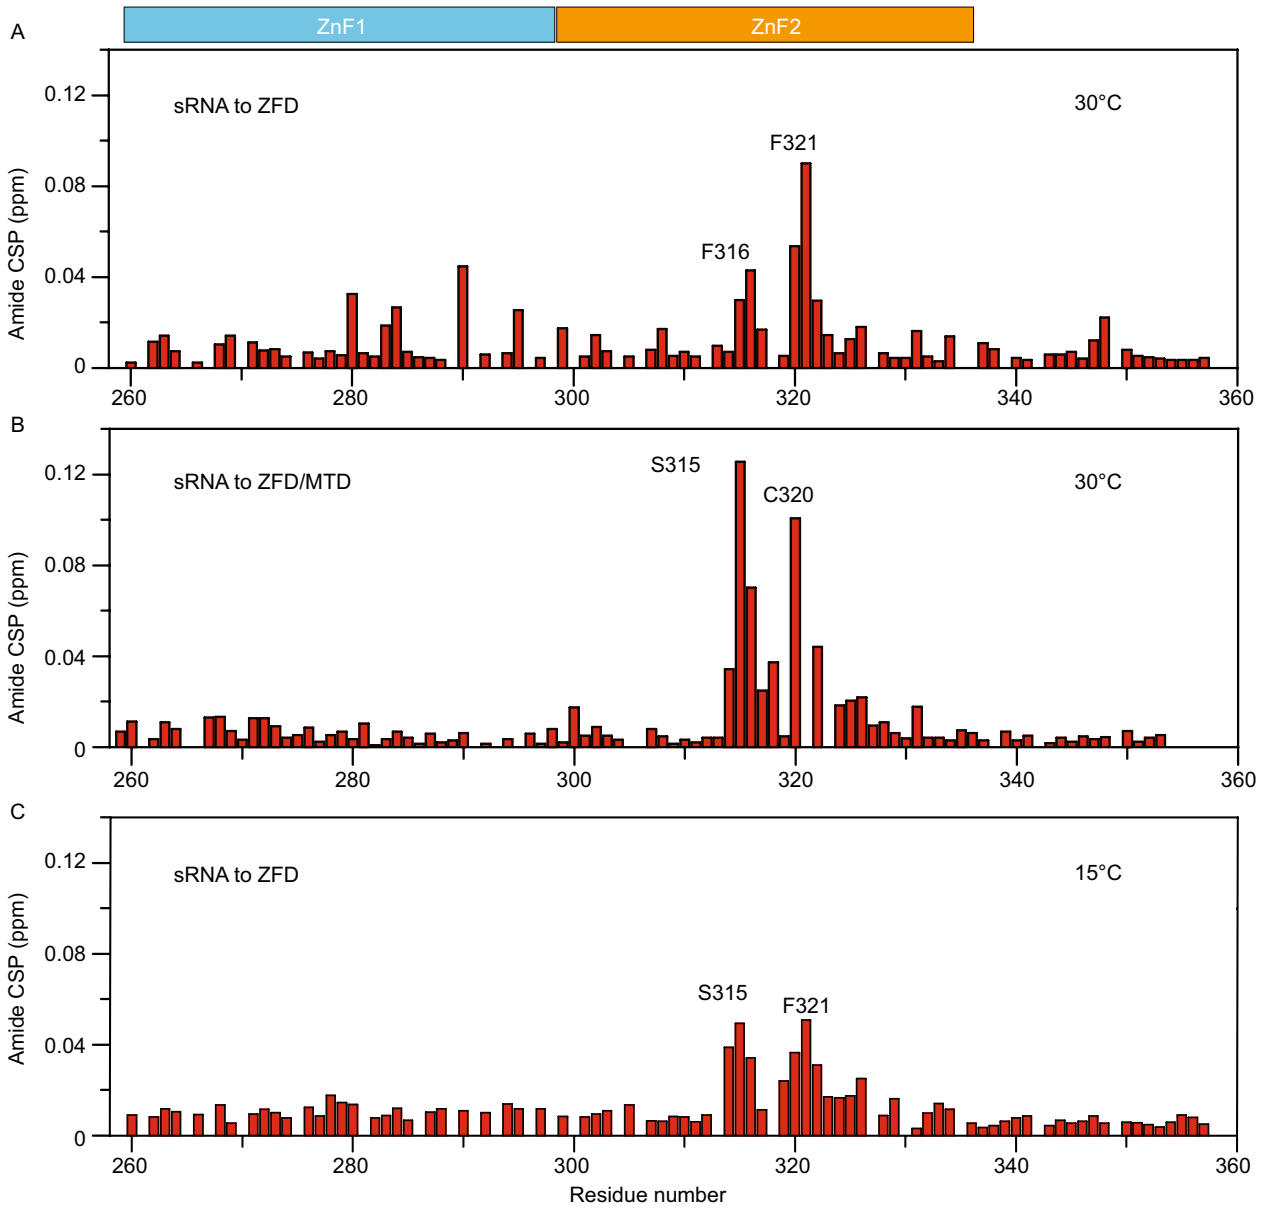 ZnF1 ZnF2
A
sRNA to ZFD 30°C
F321
F316
Amide CSP (ppm)
0.12
0.08
0.04
0
260 280 300 320 340 360
B
sRNA to ZFD/MTD 30°C
S315
C320
Amide CSP (ppm)
0.12
0.08
0.04
0
260 280 300 320 340 360
C
sRNA to ZFD 15°C
S315
F321
Amide CSP (ppm)
0.12
0.08
0.04
0
260 280 300 320 340 360
Residue number